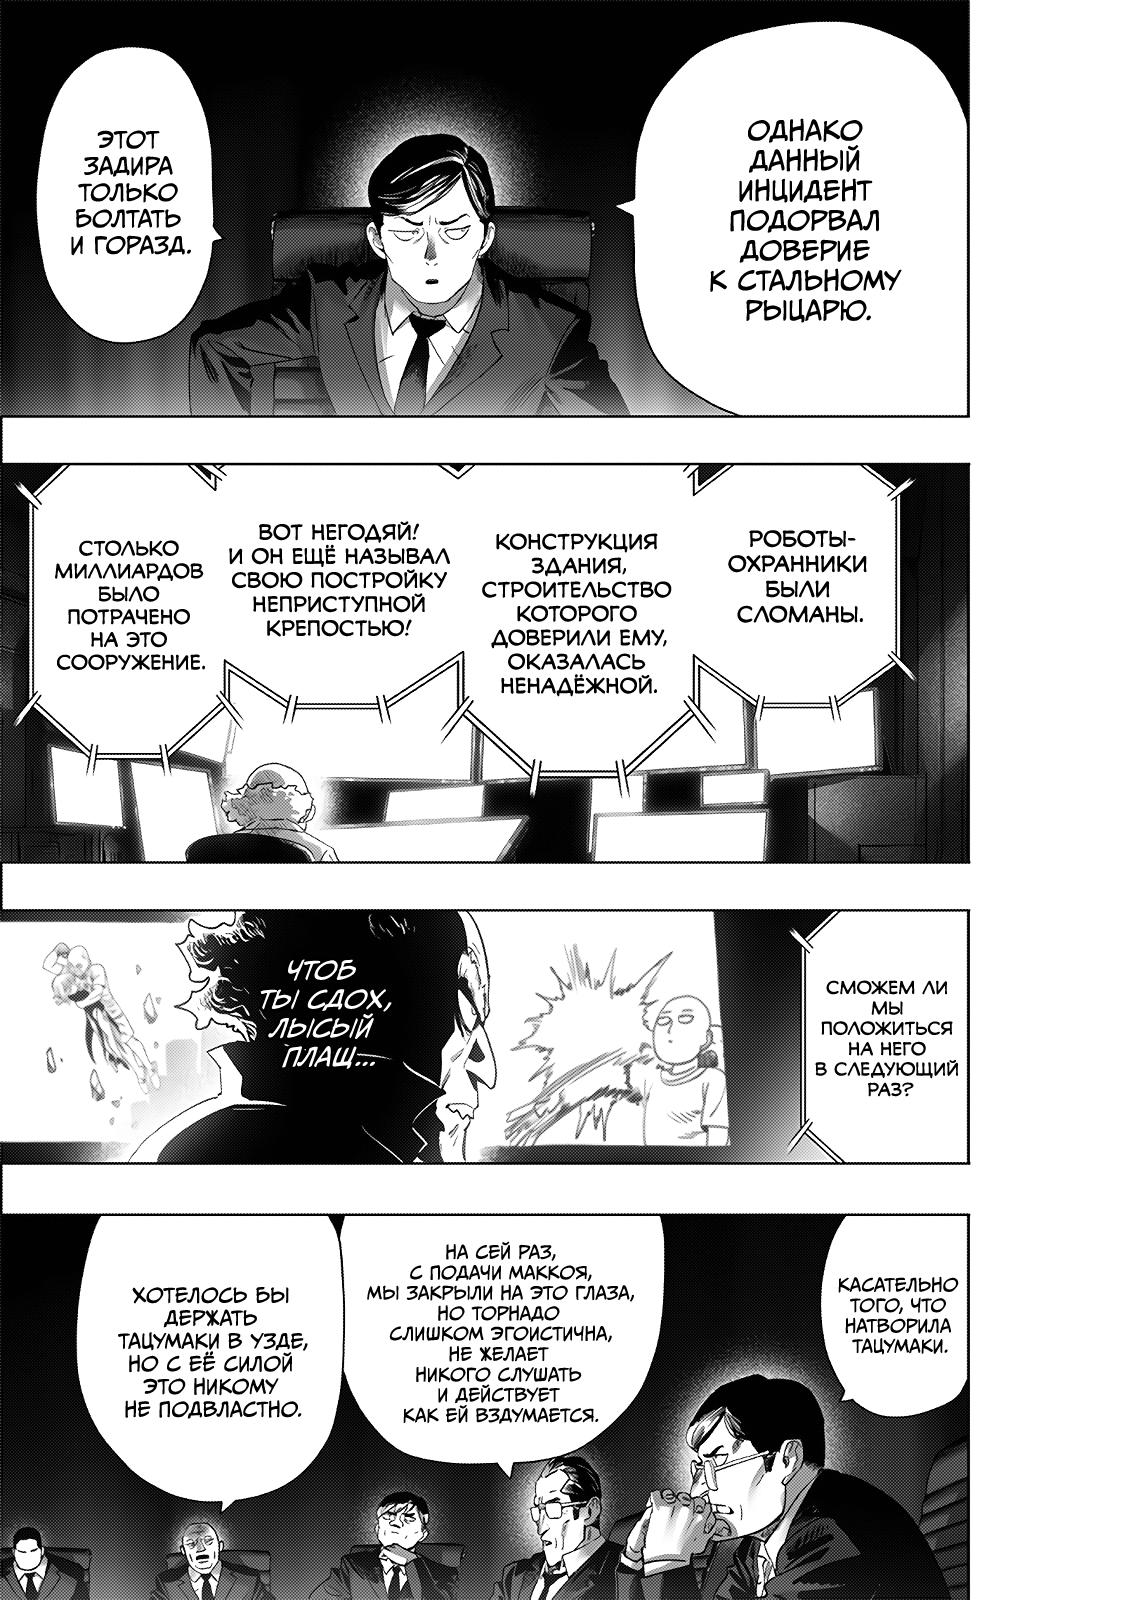 ОДНАКО
ДАННЫЙ
ИНЦИДЕНТ
ПОДОРВАЛ
ДОВЕРИЕ
К СТАЛЬНОМУ
РЫЦАРЮ.
ЭТОТ
ЗАДИРА
ТОЛЬКО
БОЛТАТЬ
И ГОРАЗД.
РОБОТЫ-
ОХРАННИКИ
БЫЛИ
СЛОМАНЫ.
КОНСТРУКЦИЯ
ЗДАНИЯ,
СТРОИТЕЛЬСТВО
КОТОРОГО
ДОВЕРИЛИ ЕМУ,
ОКАЗАЛАСЬ
НЕНАДЁЖНОЙ.
ВОТ НЕГОДЯЙ!
И ОН ЕЩЁ НАЗЫВАЛ
СВОЮ ПОСТРОЙКУ
НЕПРИСТУПНОЙ
КРЕПОСТЬЮ!
СТОЛЬКО
МИЛЛИАРДОВ
БЫЛО
ПОТРАЧЕНО
НА ЭТО
СООРУЖЕНИЕ.
СМОЖЕМ ЛИ
МЫ
ПОЛОЖИТЬСЯ
НА НЕГО
В СЛЕДУЮЩИЙ
РАЗ?
ЧТОБ
ТЫ СДОХ,
ЛЫСЫЙ
ПЛАЩ...
КАСАТЕЛЬНО
ТОГО, ЧТО
НАТВОРИЛА
ТАЦУМАКИ.
НА СЕЙ РАЗ,
С ПОДАЧИ МАККОЯ,
МЫ ЗАКРЫЛИ НА ЭТО ГЛАЗА,
НО ТОРНАДО
СЛИШКОМ ЭГОИСТИЧНА,
НЕ ЖЕЛАЕТ
НИКОГО СЛУШАТЬ
И ДЕЙСТВУЕТ
КАК ЕЙ ВЗДУМАЕТСЯ.
ХОТЕЛОСЬ БЫ
ДЕРЖАТЬ
ТАЦУМАКИ В УЗДЕ,
НО С ЕЁ СИЛОЙ
ЭТО НИКОМУ
НЕ ПОДВЛАСТНО.